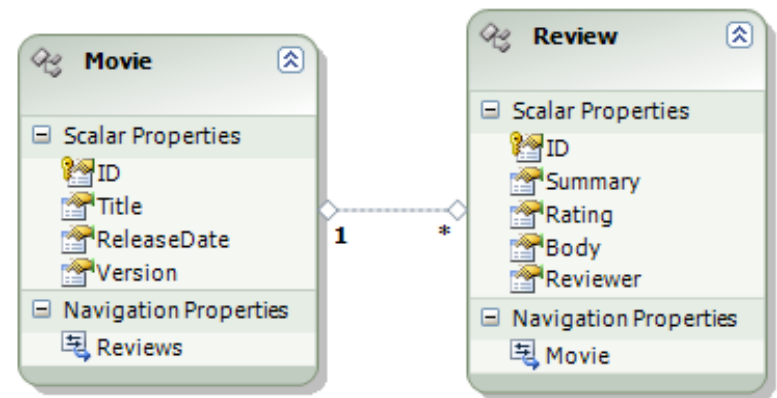 Movie
Scalar Properties
ID
Title
ReleaseDate
Version
Navigation Properties
Reviews
1
*
Review
Scalar Properties
ID
Summary
Rating
Body
Reviewer
Navigation Properties
Movie